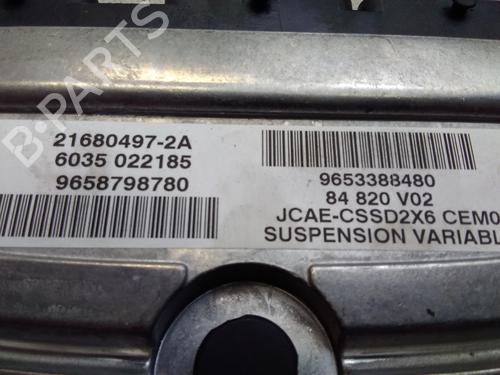 B-PARTS
21680497-2A
6035 022185
9658798780
9653388480
84 820 V02
JCAE-CSSD2X6 CEM0
SUSPENSION VARIABL